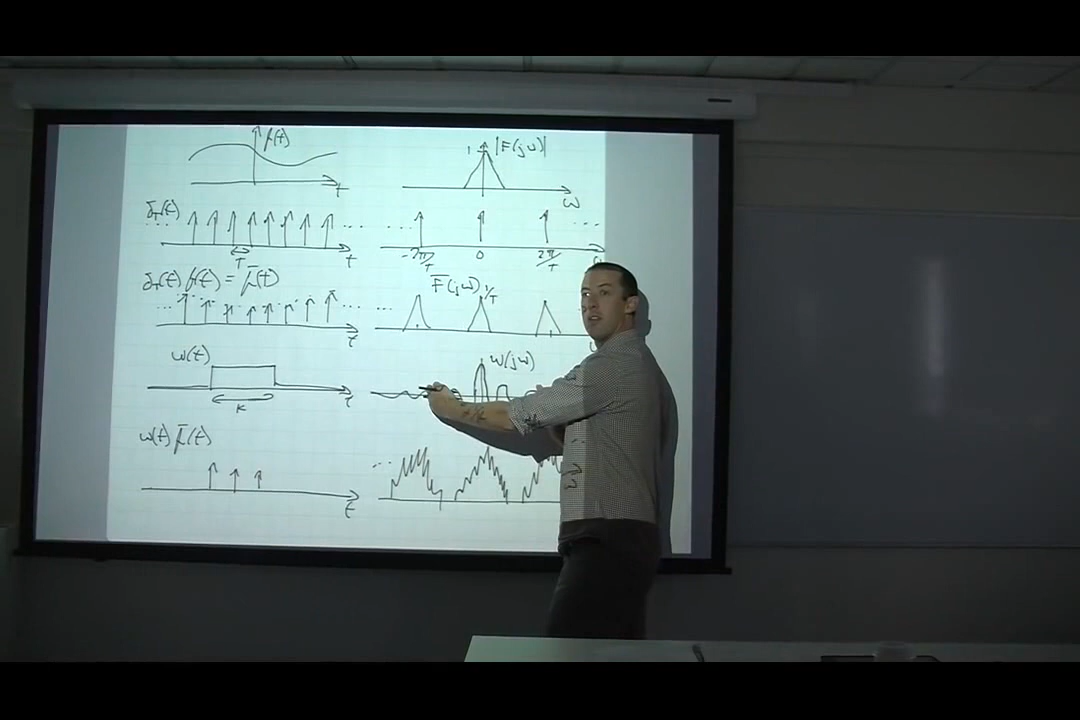 f(t)
1 |F(jω)|
t
ω
δT(t)
... ...
... ...
T
t
-2π/T 0 2π/T
δT(t) f(t) = f̄(t)
F̄(jω) 1/T
... ...
...
t
w(t)
W(jω)
K
t
w(t) f̄(t)
...
t